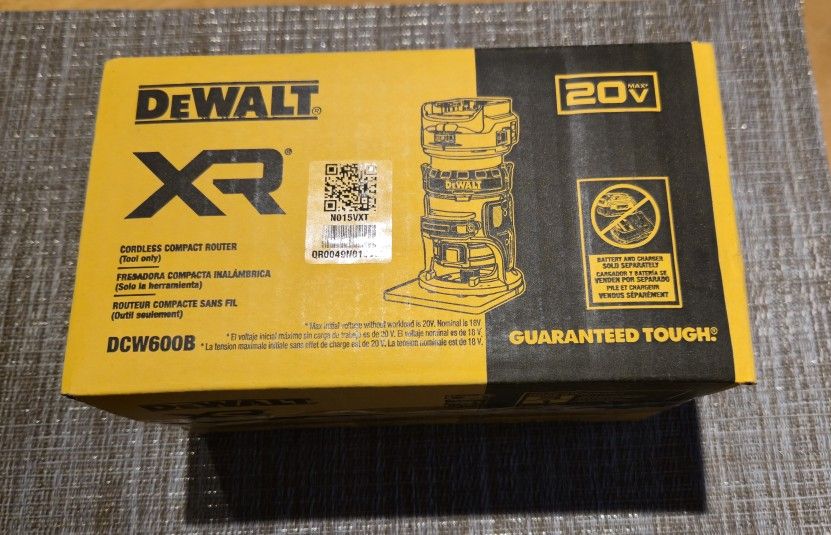 DEWALT®
20V MAX*
XR®
DEWALT
N015VXT
CORDLESS COMPACT ROUTER
(Tool only)
FRESADORA COMPACTA INALÁMBRICA
(Solo la herramienta)
ROUTEUR COMPACTE SANS FIL
(Outil seulement)
DCW600B
BATTERY AND CHARGER
SOLD SEPARATELY
CARGADOR Y BATERÍA SE
VENDEN POR SEPARADO
PILE ET CHARGEUR
VENDUS SÉPARÉMENT
* Max initial voltage without workload is 20V. Nominal is 18V
* El voltaje inicial máximo sin carga de trabajo es de 20 V. El voltaje nominal es de 18 V.
* La tension maximale initiale sans effet de charge est de 20 V. La tension nominale est de 18 V.
GUARANTEED TOUGH®
DEWALT